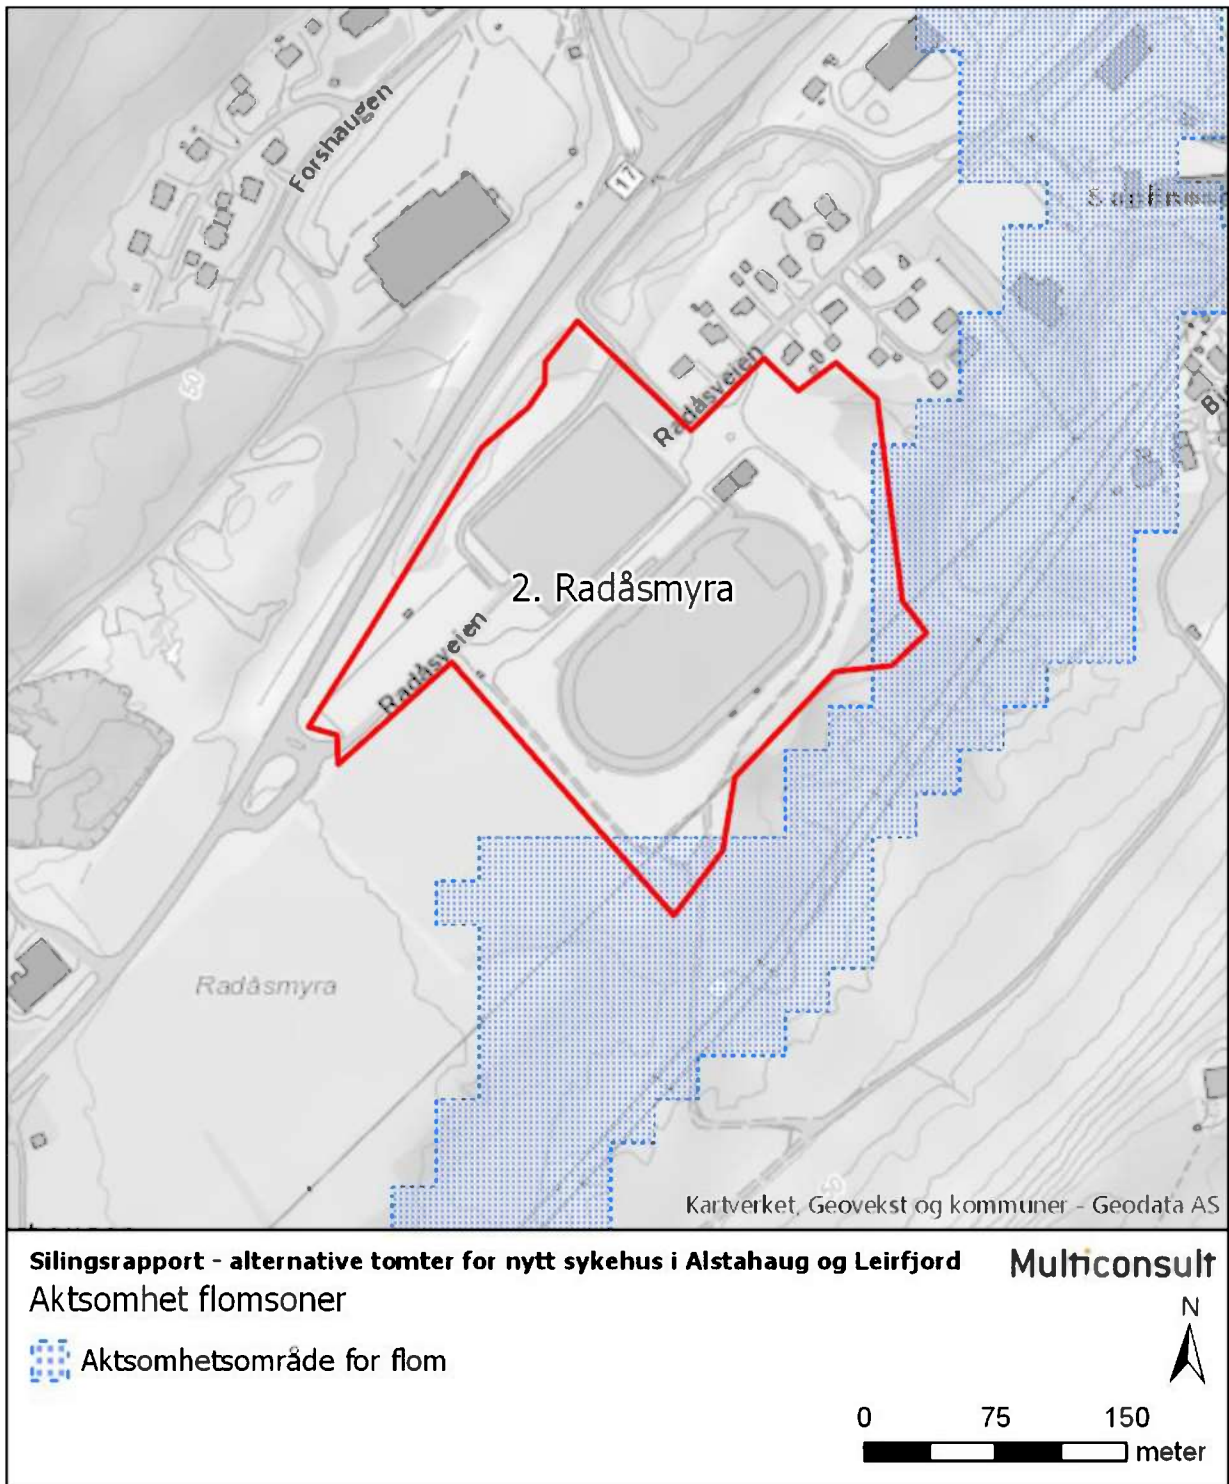 Forshaugen
17
Radåsveien
2. Radåsmyra
Radåsveien
Radåsmyra
Kartverket, Geovekst og kommuner - Geodata AS
Silingsrapport - alternative tomter for nytt sykehus i Alstahaug og Leirfjord
Multiconsult
Aktsomhet flomsoner
N
Aktsomhetsområde for flom
0 75 150
meter